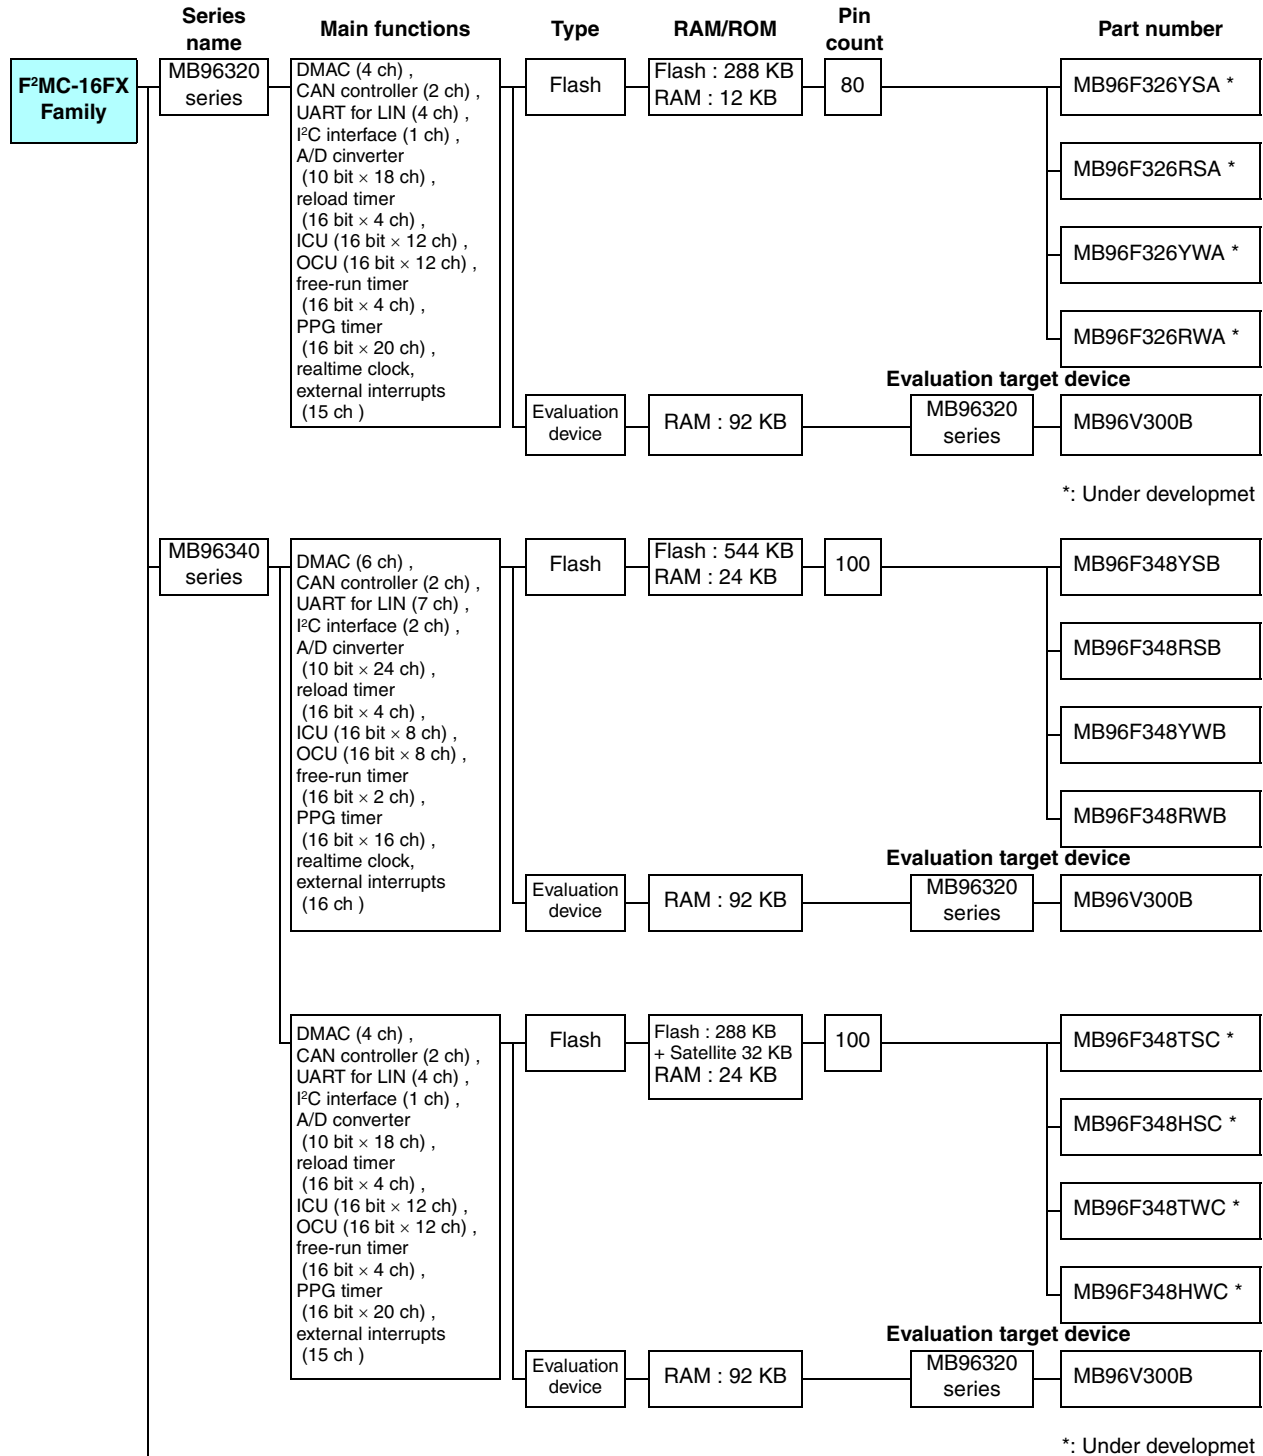 Series name Main functions Type RAM/ROM Pin count Part number
F²MC-16FX
Family
MB96320
series
DMAC (4 ch) ,
CAN controller (2 ch) ,
UART for LIN (4 ch) ,
I²C interface (1 ch) ,
A/D cinverter
(10 bit × 18 ch) ,
reload timer
(16 bit × 4 ch) ,
ICU (16 bit × 12 ch) ,
OCU (16 bit × 12 ch) ,
free-run timer
(16 bit × 4 ch) ,
PPG timer
(16 bit × 20 ch) ,
realtime clock,
external interrupts
(15 ch )
Flash
Flash : 288 KB
RAM : 12 KB
80
MB96F326YSA *
MB96F326RSA *
MB96F326YWA *
MB96F326RWA *
Evaluation target device
Evaluation
device
RAM : 92 KB
MB96320
series
MB96V300B
*: Under developmet
MB96340
series
DMAC (6 ch) ,
CAN controller (2 ch) ,
UART for LIN (7 ch) ,
I²C interface (2 ch) ,
A/D cinverter
(10 bit × 24 ch) ,
reload timer
(16 bit × 4 ch) ,
ICU (16 bit × 8 ch) ,
OCU (16 bit × 8 ch) ,
free-run timer
(16 bit × 2 ch) ,
PPG timer
(16 bit × 16 ch) ,
realtime clock,
external interrupts
(16 ch )
Flash
Flash : 544 KB
RAM : 24 KB
100
MB96F348YSB
MB96F348RSB
MB96F348YWB
MB96F348RWB
Evaluation target device
Evaluation
device
RAM : 92 KB
MB96320
series
MB96V300B
DMAC (4 ch) ,
CAN controller (2 ch) ,
UART for LIN (4 ch) ,
I²C interface (1 ch) ,
A/D converter
(10 bit × 18 ch) ,
reload timer
(16 bit × 4 ch) ,
ICU (16 bit × 12 ch) ,
OCU (16 bit × 12 ch) ,
free-run timer
(16 bit × 4 ch) ,
PPG timer
(16 bit × 20 ch) ,
external interrupts
(15 ch )
Flash
Flash : 288 KB
+ Satellite 32 KB
RAM : 24 KB
100
MB96F348TSC *
MB96F348HSC *
MB96F348TWC *
MB96F348HWC *
Evaluation target device
Evaluation
device
RAM : 92 KB
MB96320
series
MB96V300B
*: Under developmet